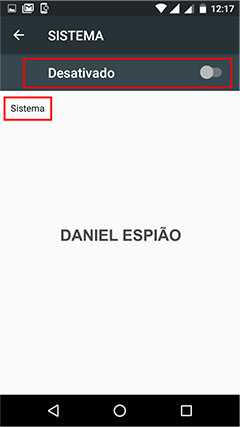 12:17
SISTEMA
Desativado
Sistema
DANIEL ESPIÃO